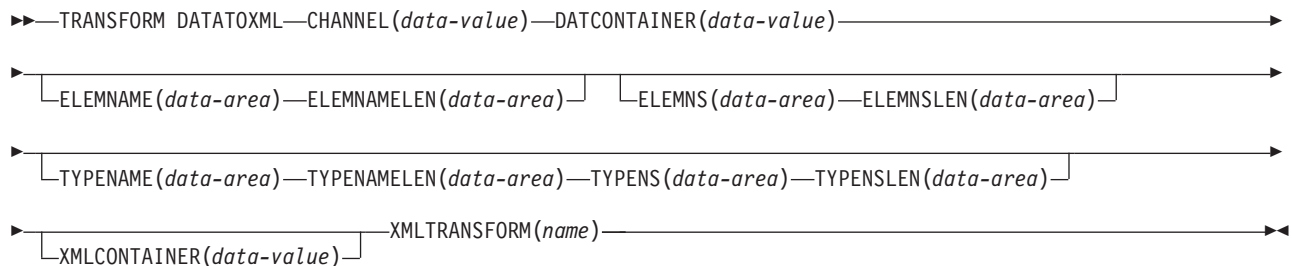 TRANSFORM DATATOXML CHANNEL(data-value) DATCONTAINER(data-value)
ELEMNAME(data-area) ELEMNAMELEN(data-area) ELEMNS(data-area) ELEMNSLEN(data-area)
TYPENAME(data-area) TYPENAMELEN(data-area) TYPENS(data-area) TYPENSLEN(data-area)
XMLTRANSFORM(name)
XMLCONTAINER(data-value)